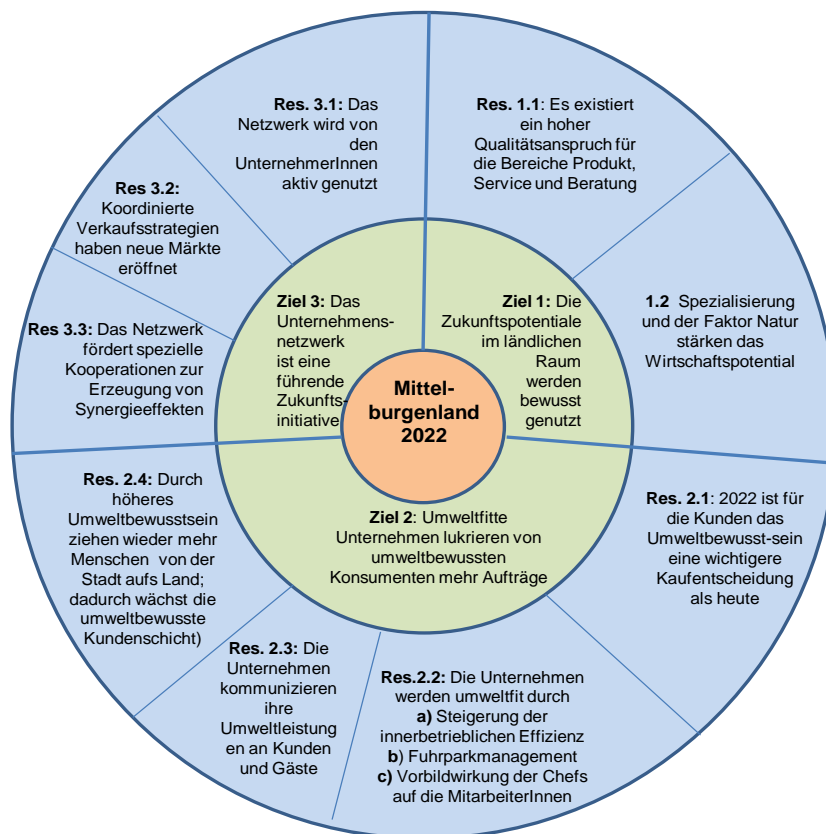 Mittel-
burgenland
2022
Ziel 1: Die
Zukunftspotentiale
im ländlichen
Raum
werden
bewusst
genutzt
Res. 1.1: Es existiert
ein hoher
Qualitätsanspruch für
die Bereiche Produkt,
Service und Beratung
1.2 Spezialisierung
und der Faktor Natur
stärken das
Wirtschaftspotential
Ziel 2: Umweltfitte
Unternehmen lukrieren von
umweltbewussten
Konsumenten mehr Aufträge
Res. 2.1: 2022 ist für
die Kunden das
Umweltbewusst-sein
eine wichtigere
Kaufentscheidung
als heute
Res.2.2: Die Unternehmen
werden umweltfit durch
a) Steigerung der
innerbetrieblichen Effizienz
b) Fuhrparkmanagement
c) Vorbildwirkung der Chefs
auf die MitarbeiterInnen
Res. 2.3: Die
Unternehmen
kommunizieren
ihre
Umweltleistung
en an Kunden
und Gäste
Res. 2.4: Durch
höheres
Umweltbewusstsein
ziehen wieder mehr
Menschen von der
Stadt aufs Land;
dadurch wächst die
umweltbewusste
Kundenschicht)
Ziel 3: Das
Unternehmens-
netzwerk
ist eine
führende
Zukunfts-
initiative
Res. 3.1: Das
Netzwerk wird von
den
UnternehmerInnen
aktiv genutzt
Res 3.2:
Koordinierte
Verkaufsstrategien
haben neue Märkte
eröffnet
Res 3.3: Das Netzwerk
fördert spezielle
Kooperationen zur
Erzeugung von
Synergieeffekten